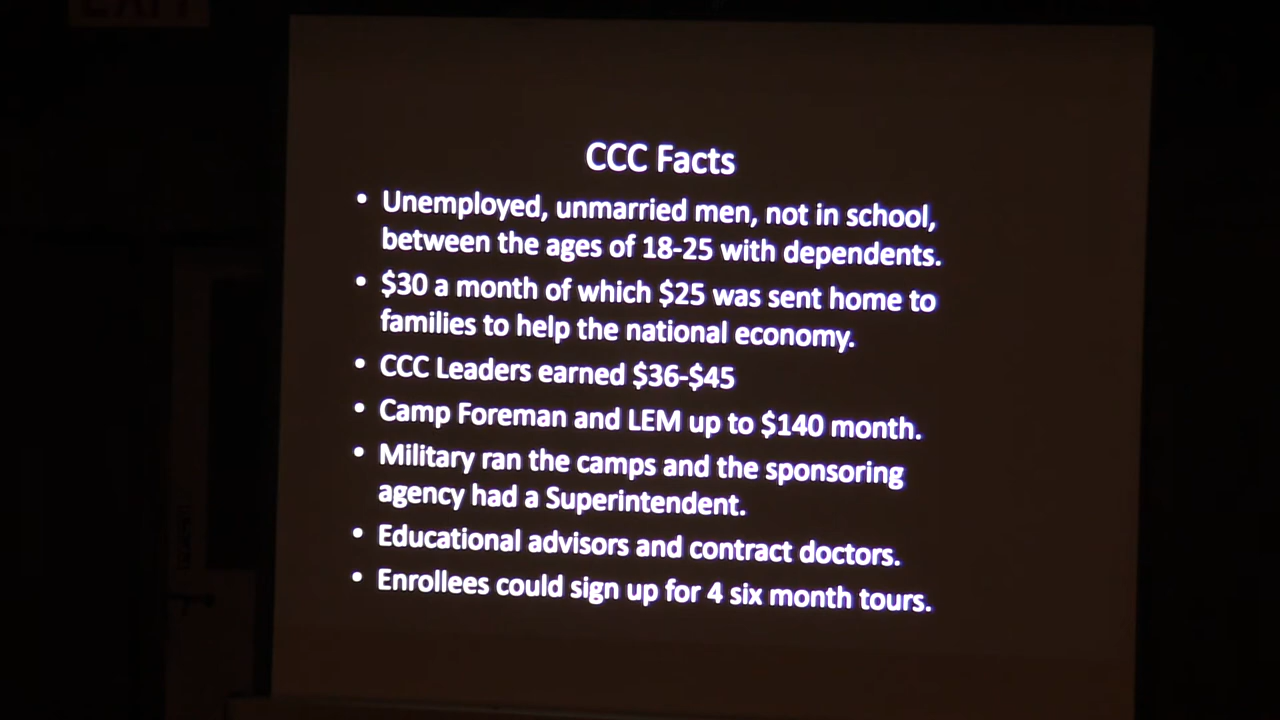 EXIT
CCC Facts
• Unemployed, unmarried men, not in school,
between the ages of 18-25 with dependents.
• $30 a month of which $25 was sent home to
families to help the national economy.
• CCC Leaders earned $36-$45
• Camp Foreman and LEM up to $140 month.
• Military ran the camps and the sponsoring
agency had a Superintendent.
• Educational advisors and contract doctors.
• Enrollees could sign up for 4 six month tours.